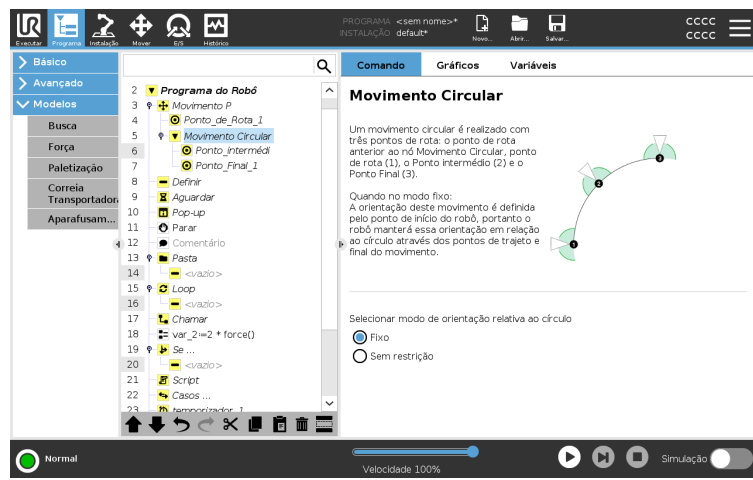 PROGRAMA <sem nome>*
INSTALAÇÃO default*
UR
Executar
Programa
Instalação
Mover
E/S
Histórico
Novo...
Abrir...
Salvar...
CCCC
CCCC
Básico
Avançado
Modelos
Busca
Força
Paletização
Correia
Transportadora
Aparafusam...
2 Programa do Robô
3 Movimento P
4 Ponto_de_Rota_1
5 Movimento Circular
6 Ponto_intermédi
7 Ponto_Final_1
8 Definir
9 Aguardar
10 Pop-up
11 Parar
12 Comentário
13 Pasta
14 <vazio>
15 Loop
16 <vazio>
17 Chamar
18 var_2:=2 * force()
19 Se ...
20 <vazio>
21 Script
22 Casos ...
23 temporizador_1
Comando
Gráficos
Variáveis
Movimento Circular
Um movimento circular é realizado com
três pontos de rota: o ponto de rota
anterior ao nó Movimento Circular, ponto
de rota (1), o Ponto intermédio (2) e o
Ponto Final (3).
Quando no modo fixo:
A orientação deste movimento é definida
pelo ponto de início do robô, portanto o
robô manterá essa orientação em relação
ao círculo através dos pontos de trajeto e
final do movimento.
3
2
1
Selecionar modo de orientação relativa ao círculo
Fixo
Sem restrição
Normal
Velocidade 100%
Simulação